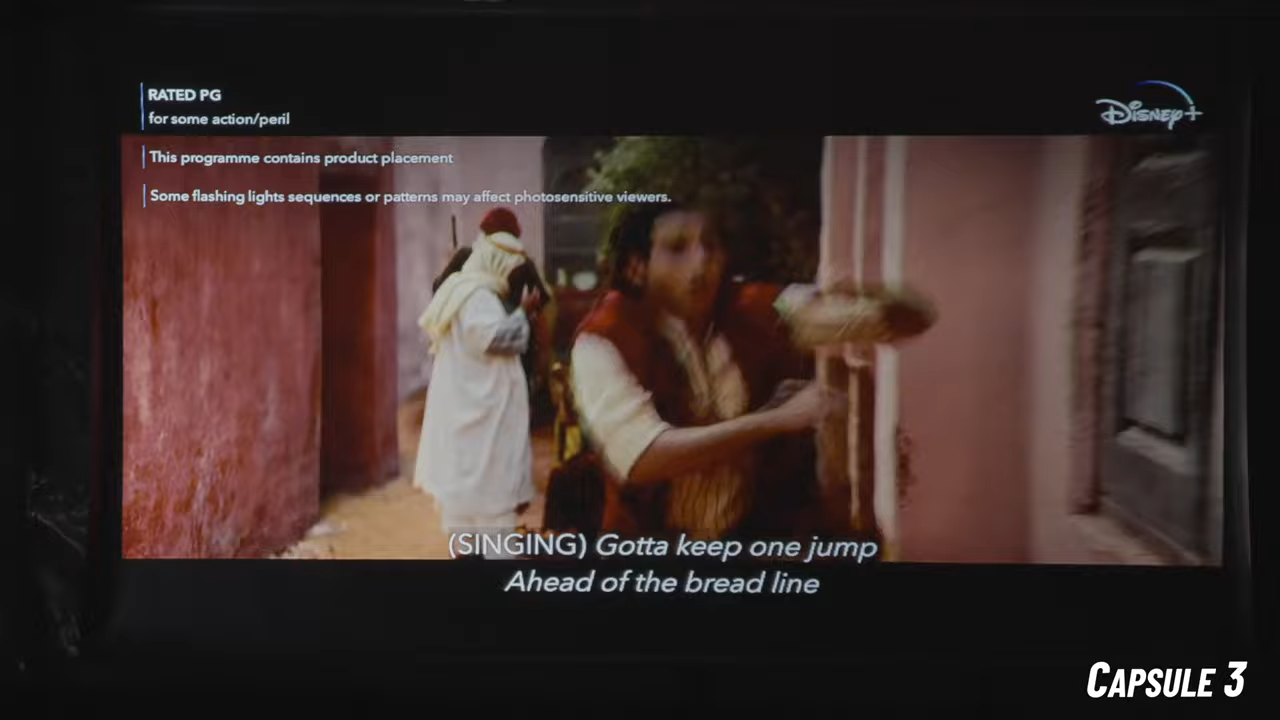 RATED PG
for some action/peril
Disney+
This programme contains product placement
Some flashing lights sequences or patterns may affect photosensitive viewers.
(SINGING) Gotta keep one jump
Ahead of the bread line
CAPSULE 3